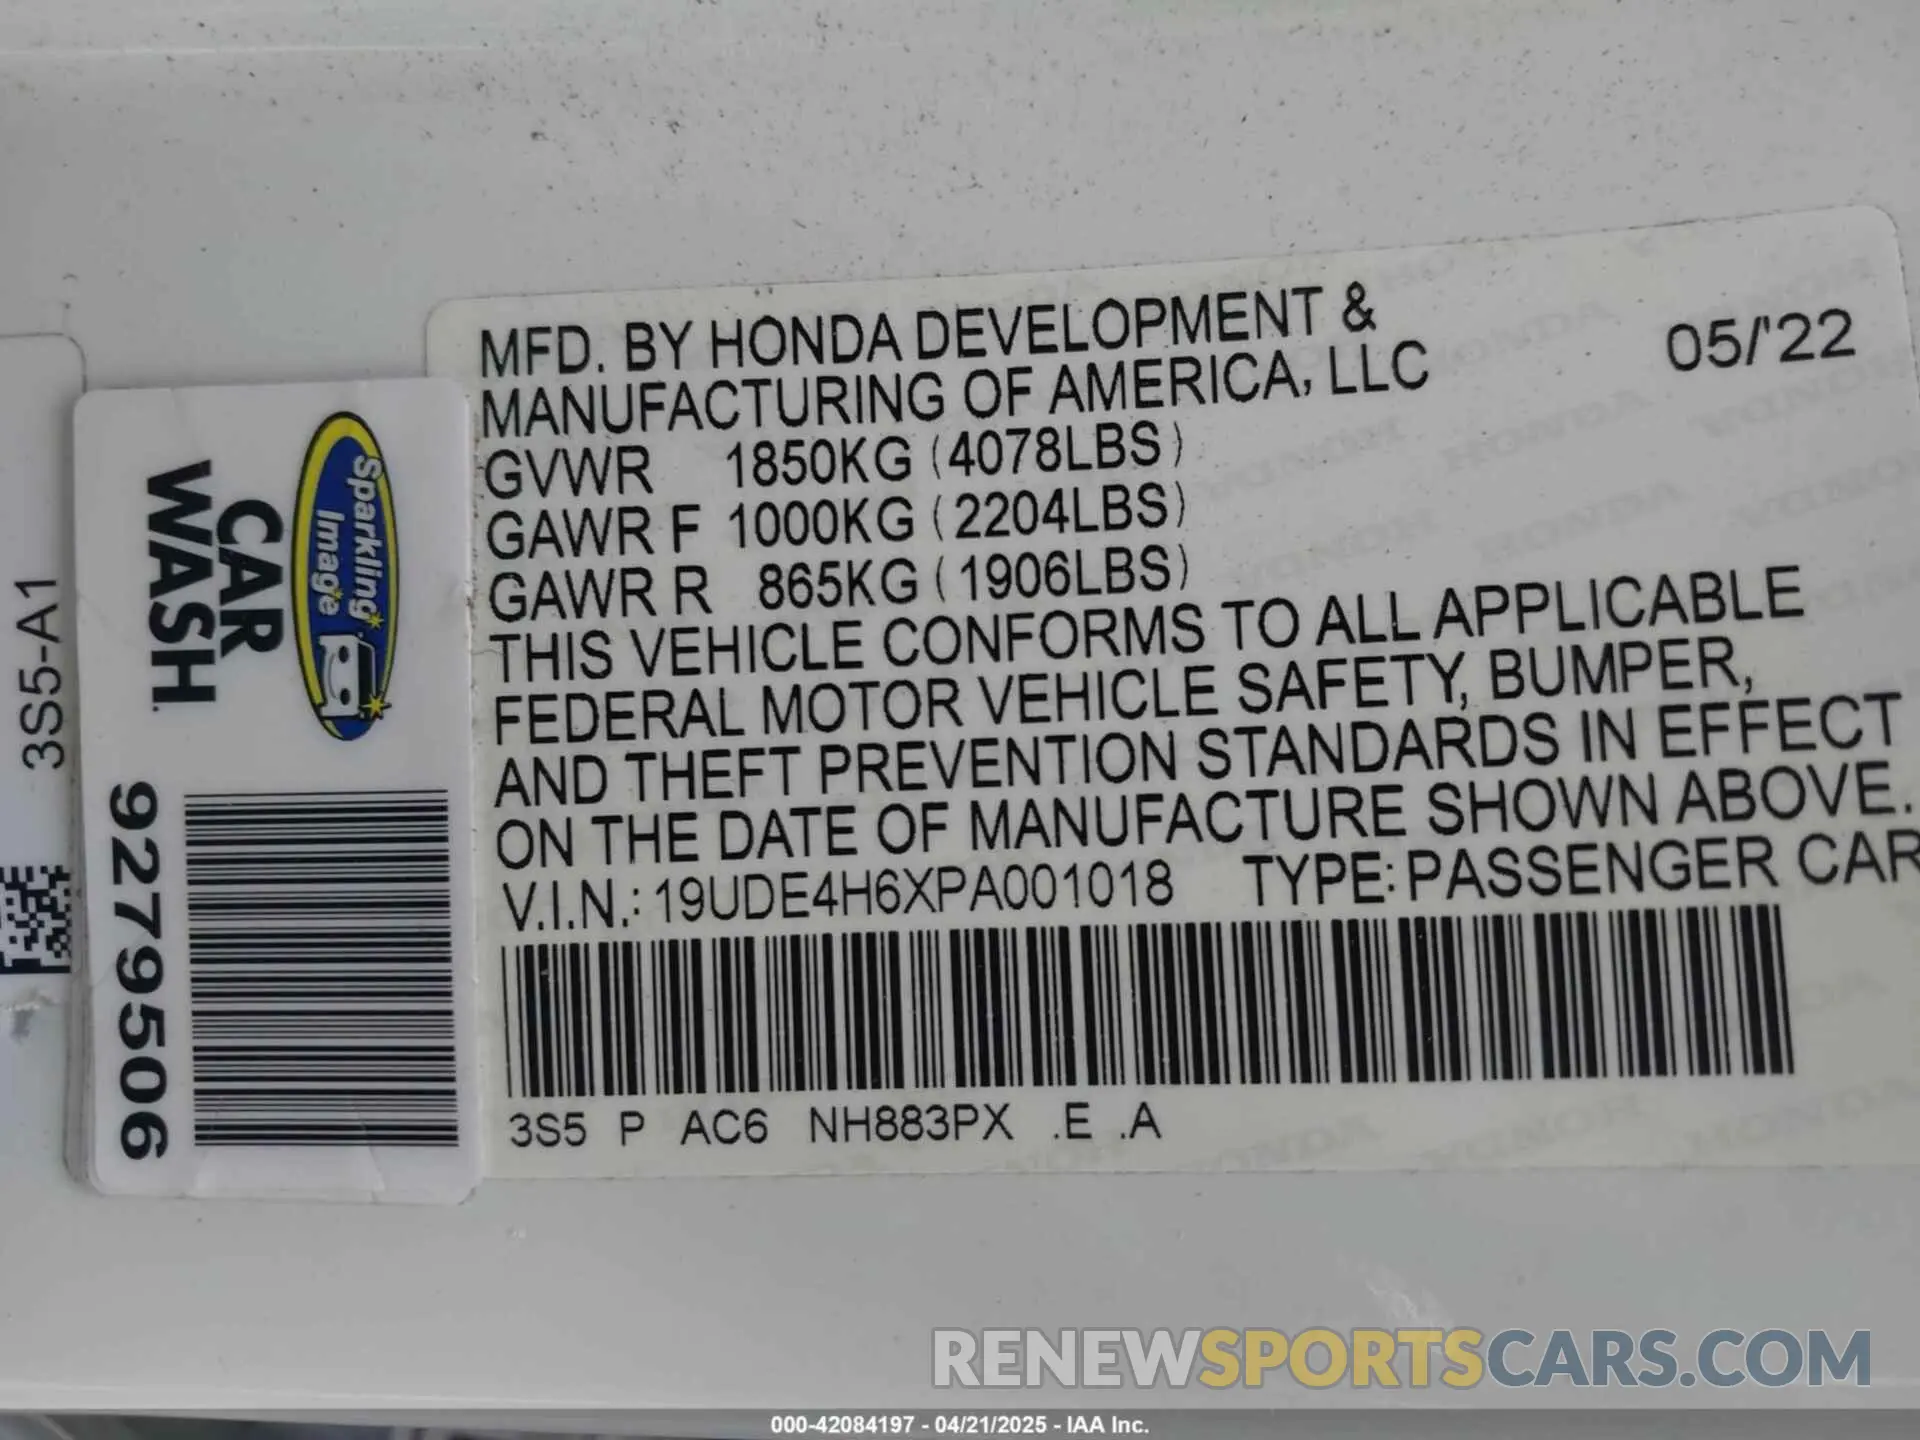 MFD. BY HONDA DEVELOPMENT &
MANUFACTURING OF AMERICA, LLC
05/'22
GVWR 1850KG (4078LBS)
GAWR F 1000KG (2204LBS)
GAWR R 865KG (1906LBS)
THIS VEHICLE CONFORMS TO ALL APPLICABLE
FEDERAL MOTOR VEHICLE SAFETY, BUMPER,
AND THEFT PREVENTION STANDARDS IN EFFECT
ON THE DATE OF MANUFACTURE SHOWN ABOVE.
V.I.N.: 19UDE4H6XPA001018 TYPE: PASSENGER CAR
3S5 P AC6 NH883PX .E .A
3S5-A1
Sparkling
Image
CAR
WASH
9279506
RENEWSPORTSCARS.COM
000-42084197 - 04/21/2025 - IAA Inc.